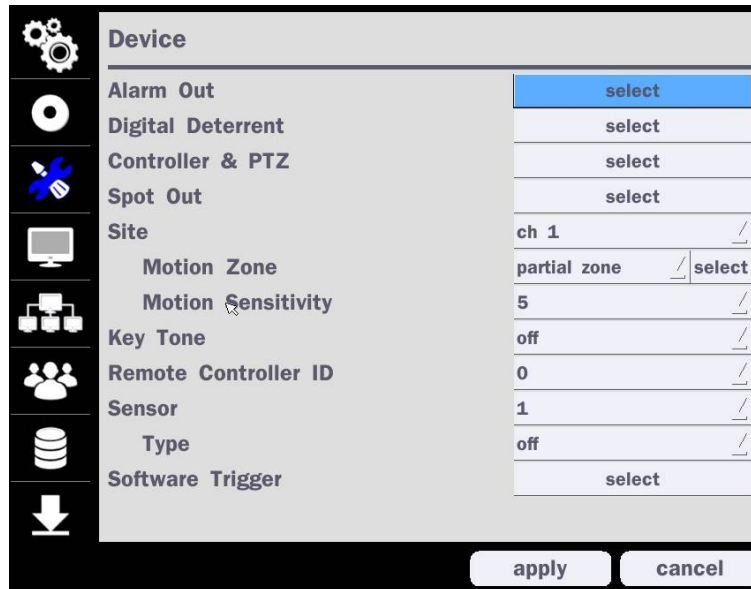 Device
Alarm Out select
Digital Deterrent select
Controller & PTZ select
Spot Out select
Site ch 1
Motion Zone partial zone select
Motion Sensitivity 5
Key Tone off
Remote Controller ID 0
Sensor 1
Type off
Software Trigger select
apply cancel